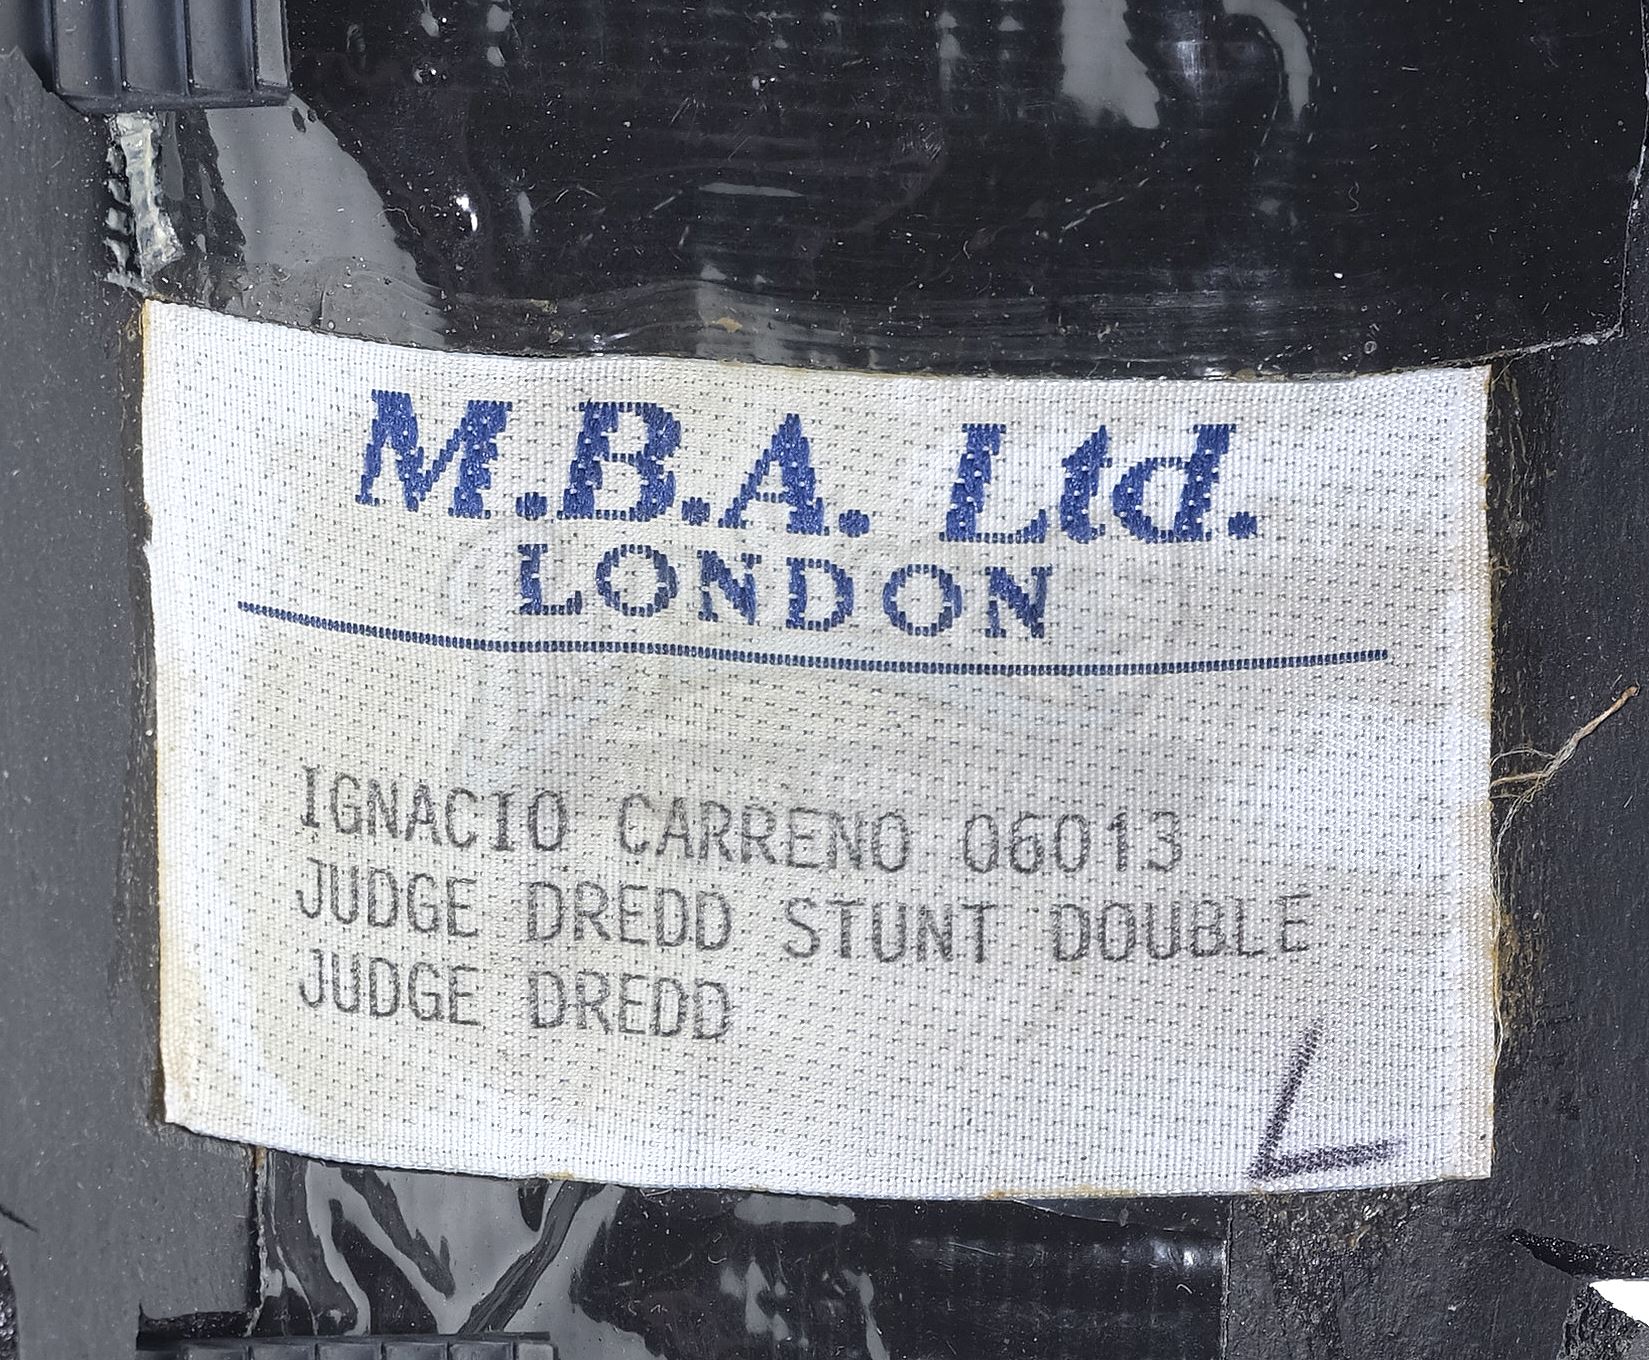 M.B.A. Ltd.
LONDON
IGNACIO CARRENO 06013
JUDGE DREDD STUNT DOUBLE
JUDGE DREDD
L